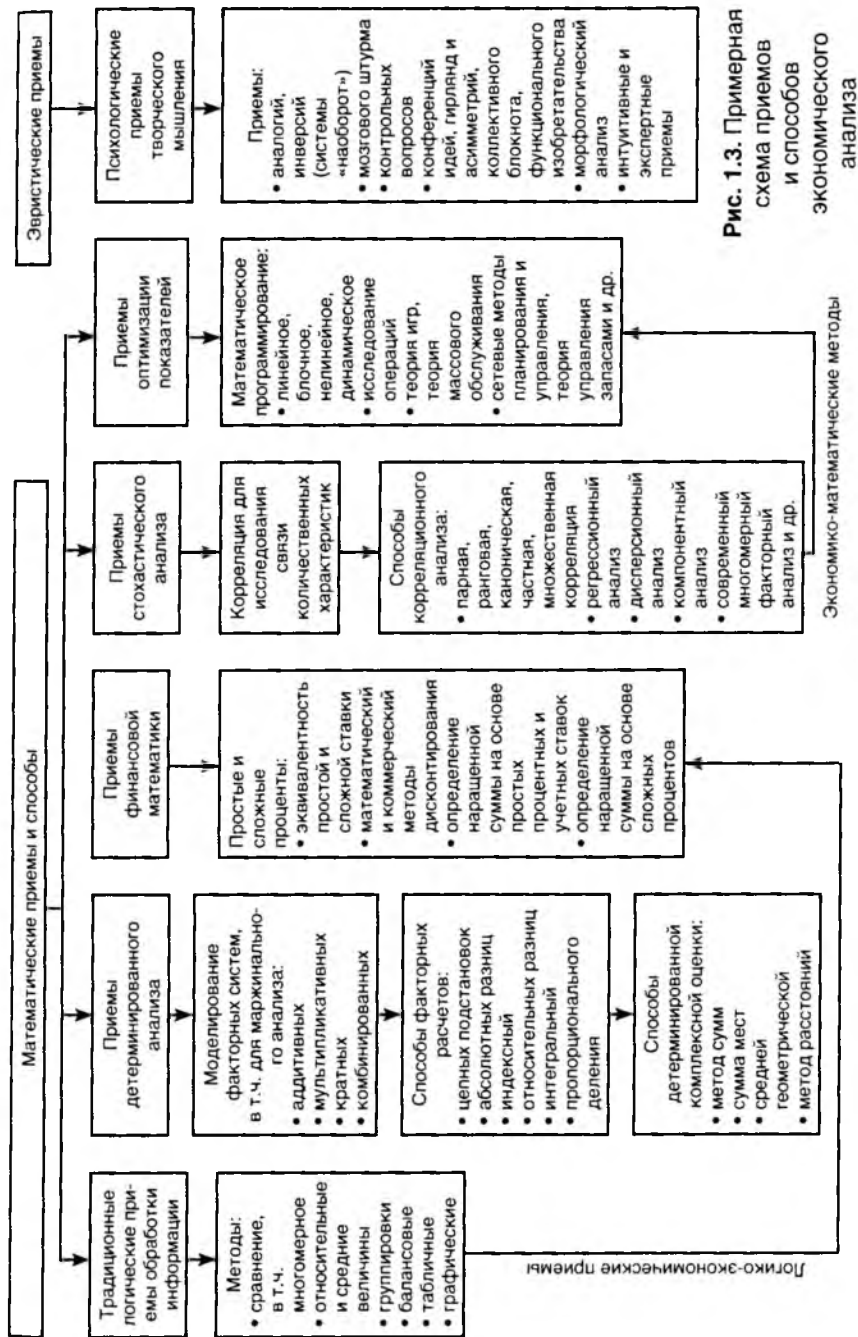 Математические приемы и способы
Эвристические приемы
Традиционные
логические при-
емы обработки
информации
Методы:
• сравнение,
в т.ч.
многомерное
• относительные
и средние
величины
• группировки
• балансовые
• табличные
• графические
Логико-экономические приемы
Приемы
детерминированного
анализа
Моделирование
факторных систем,
в т.ч. для маржинально-
го анализа:
• аддитивных
• мультипликативных
• кратных
• комбинированных
Способы факторных
расчетов:
• цепных подстановок
• абсолютных разниц
• индексный
• относительных разниц
• интегральный
• пропорционального
деления
Способы
детерминированной
комплексной оценки:
• метод сумм
• сумма мест
• средней
геометрической
• метод расстояний
Приемы
финансовой
математики
Простые и
сложные
проценты:
• эквивалентность
простой и
сложной ставки
• математический
и коммерческий
методы
дисконтирования
• определение
наращенной
суммы на основе
простых
процентных и
учетных ставок
• определение
наращенной
суммы на основе
сложных
процентов
Приемы
стохастического
анализа
Корреляция для
исследования
связи
количественных
характеристик
Способы
корреляционного
анализа:
• парная,
ранговая,
каноническая,
частная,
множественная
корреляция
• регрессионный
анализ
• дисперсионный
анализ
• компонентный
анализ
• современный
многомерный
факторный
анализ и др.
Экономико-математические методы
Приемы
оптимизации
показателей
Математическое
программирование:
• линейное,
блочное,
нелинейное,
динамическое
• исследование
операций
• теория игр,
теория
массового
обслуживания
• сетевые методы
планирования и
управления,
теория
управления
запасами и др.
Психологические
приемы
творческого
мышления
Приемы:
• аналогий,
инверсий
(системы
«наоборот»)
• мозгового штурма
• контрольных
вопросов
• конференций
идей, гирлянд и
асимметрий,
коллективного
блокнота,
функционального
изобретательства
• морфологический
анализ
• интуитивные и
экспертные
приемы
Рис. 1.3. Примерная
схема приемов
и способов
экономического
анализа